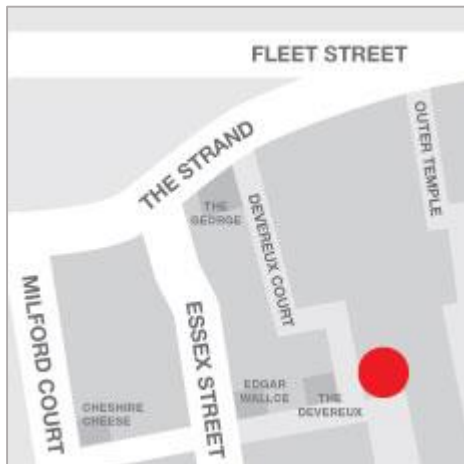 FLEET STREET
THE STRAND
OUTER TEMPLE
THE
GEORGE
DEVEREUX COURT
MILFORD COURT
ESSEX STREET
EDGAR
WALLCE
THE
DEVEREUX
CHESHIRE
CHEESE